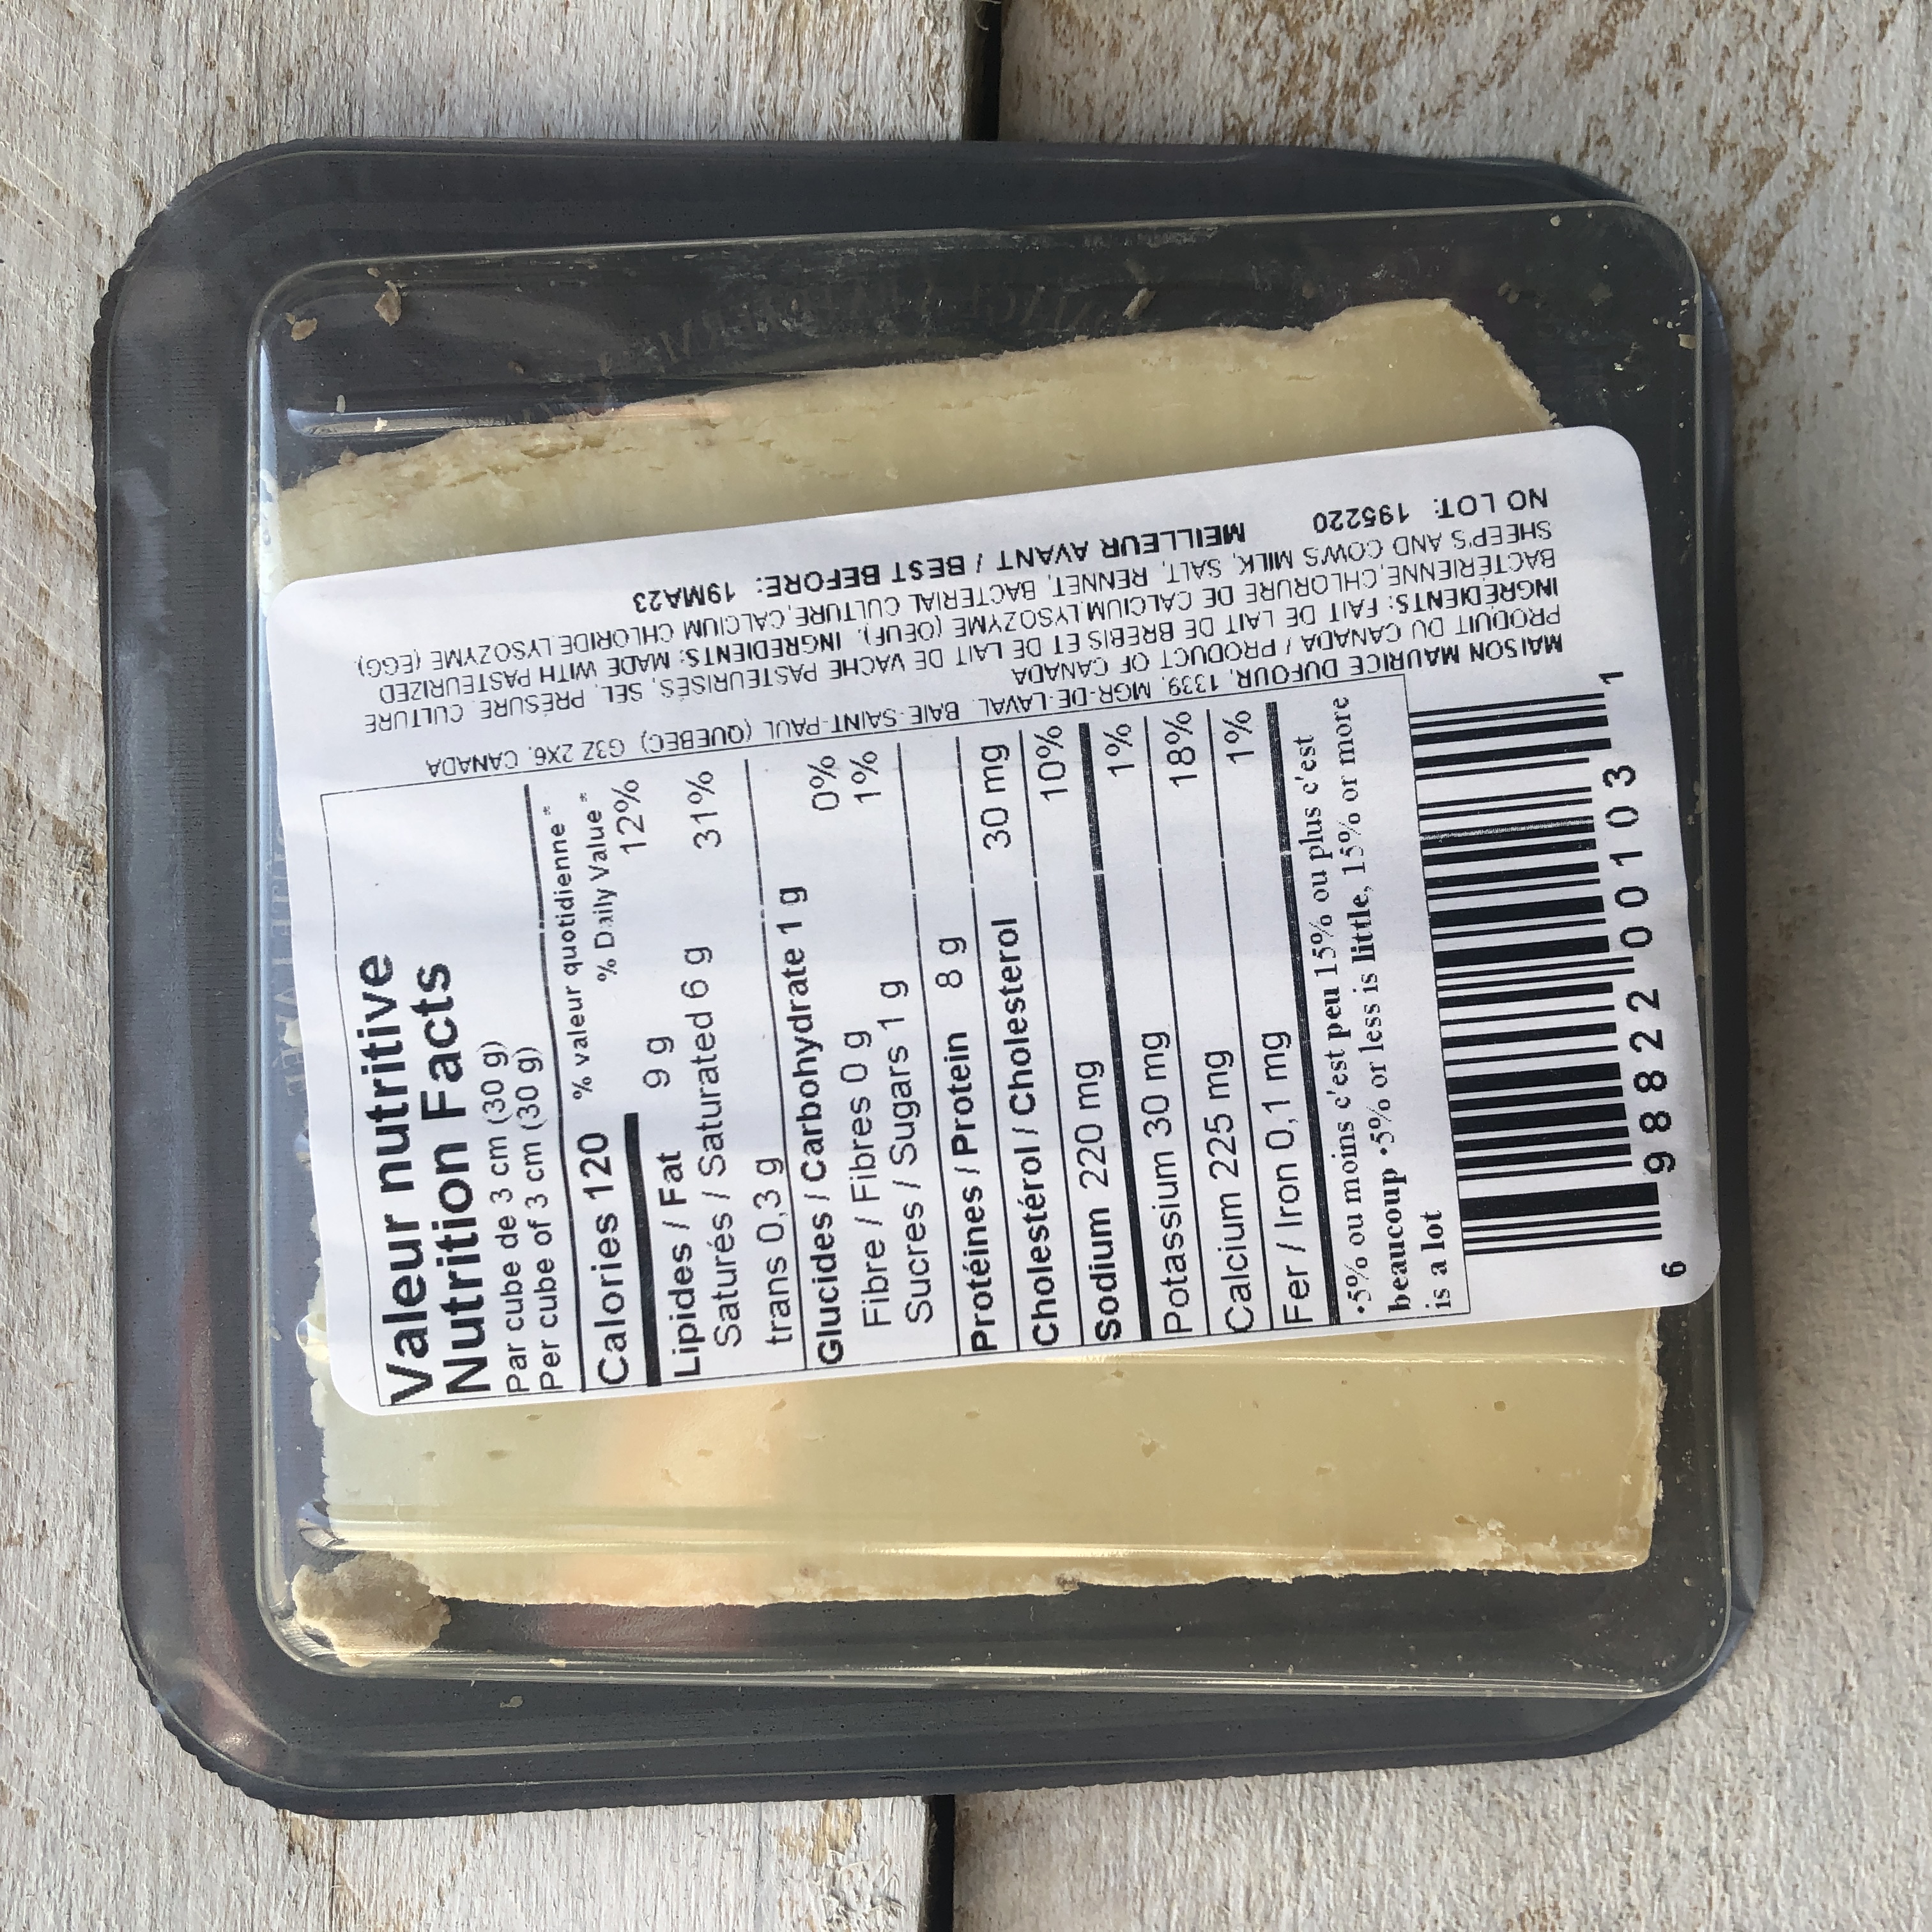 Valeur nutritive
Nutrition Facts
Par cube de 3 cm (30 g)
Per cube of 3 cm (30 g)
% valeur quotidienne*
Calories 120 % Daily Value*
Lipides / Fat 9 g 12%
Saturés / Saturated 6 g 31%
trans 0,3 g
Glucides / Carbohydrate 1 g
Fibre / Fibres 0 g 0%
Sucres / Sugars 1 g 1%
Protéines / Protein 8 g
Cholestérol / Cholesterol 30 mg
Sodium 220 mg 10%
Potassium 30 mg 1%
Calcium 225 mg 18%
Fer / Iron 0,1 mg 1%
•5% ou moins c'est peu 15% ou plus c'est
beaucoup •5% or less is little, 15% or more
is a lot
6 98822 00103 1
MAISON MAURICE DUFOUR, 1339, MGR-DE-LAVAL, BAIE-SAINT-PAUL (QUEBEC) G3Z 2X6, CANADA
PRODUIT DU CANADA / PRODUCT OF CANADA
INGRÉDIENTS: FAIT DE LAIT DE BREBIS ET DE LAIT DE VACHE PASTEURISÉS, SEL, PRÉSURE, CULTURE
BACTÉRIENNE, CHLORURE DE CALCIUM, LYSOZYME (OEUF). INGREDIENTS: MADE WITH PASTEURIZED
SHEEP'S AND COW'S MILK, SALT, RENNET, BACTERIAL CULTURE, CALCIUM CHLORIDE, LYSOZYME (EGG).
NO LOT: 195220 MEILLEUR AVANT / BEST BEFORE: 19MA23